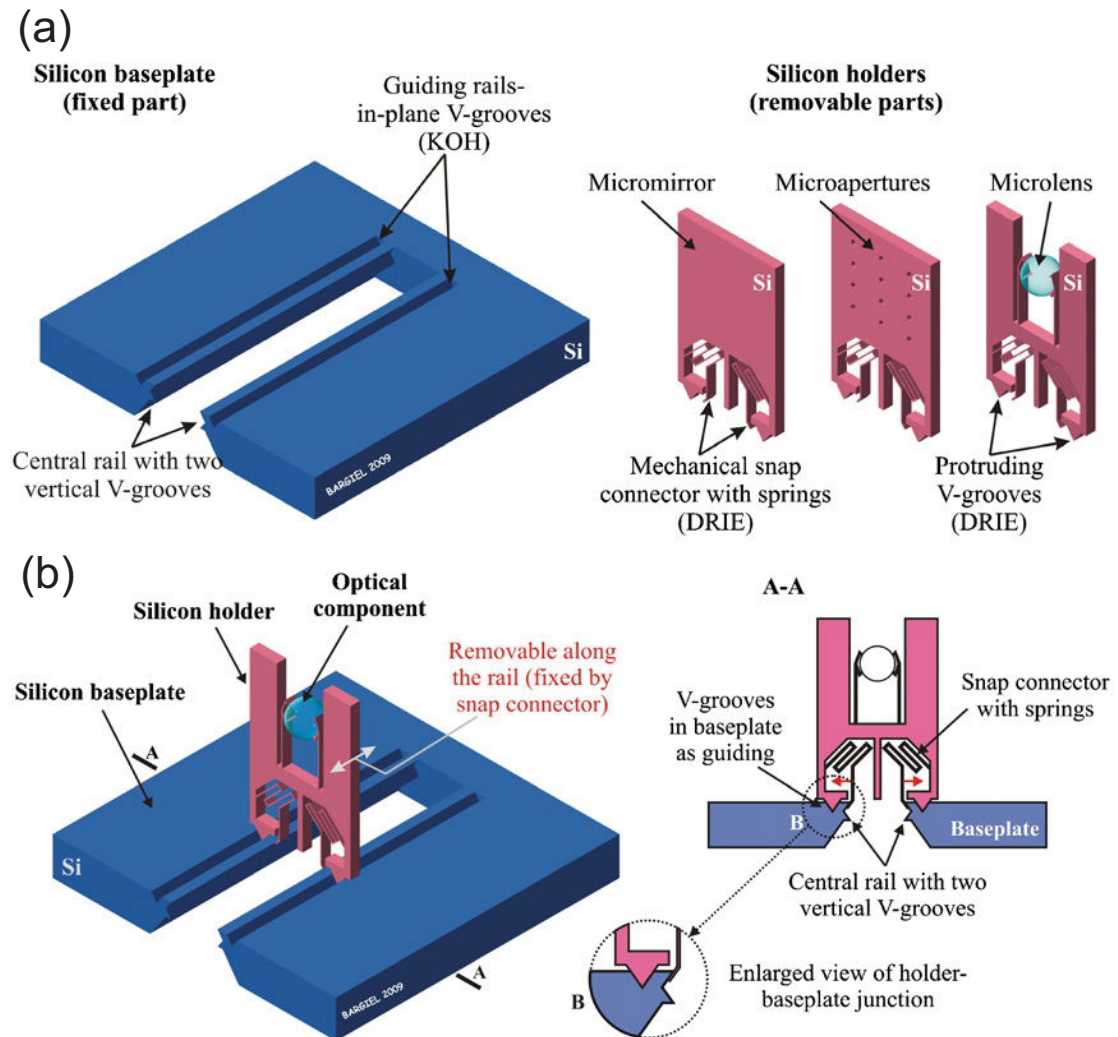 (a)
Silicon baseplate
(fixed part)
Guiding rails-
in-plane V-grooves
(KOH)
Silicon holders
(removable parts)
Micromirror
Microapertures
Microlens
Si
Si
Si
Si
Central rail with two
vertical V-grooves
BARGIEL 2009
Mechanical snap
connector with springs
(DRIE)
Protruding
V-grooves
(DRIE)
(b)
Optical
component
Silicon holder
Silicon baseplate
Removable along
the rail (fixed by
snap connector)
A
Si
BARGIEL 2009
A
A-A
V-grooves
in baseplate
as guiding
Snap connector
with springs
B
Baseplate
Central rail with two
vertical V-grooves
B
Enlarged view of holder-
baseplate junction